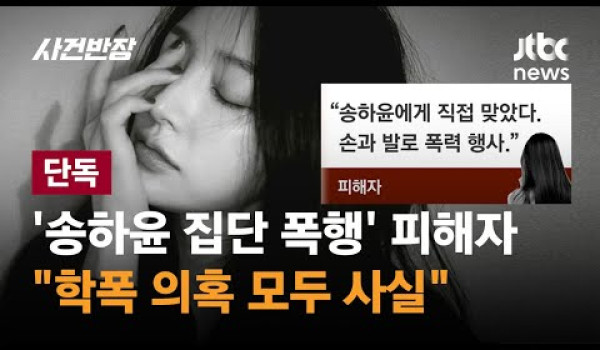 사건반장
jtbc
news
“송하윤에게 직접 맞았다.
손과 발로 폭력 행사.”
피해자
단독
'송하윤 집단 폭행' 피해자
"학폭 의혹 모두 사실"